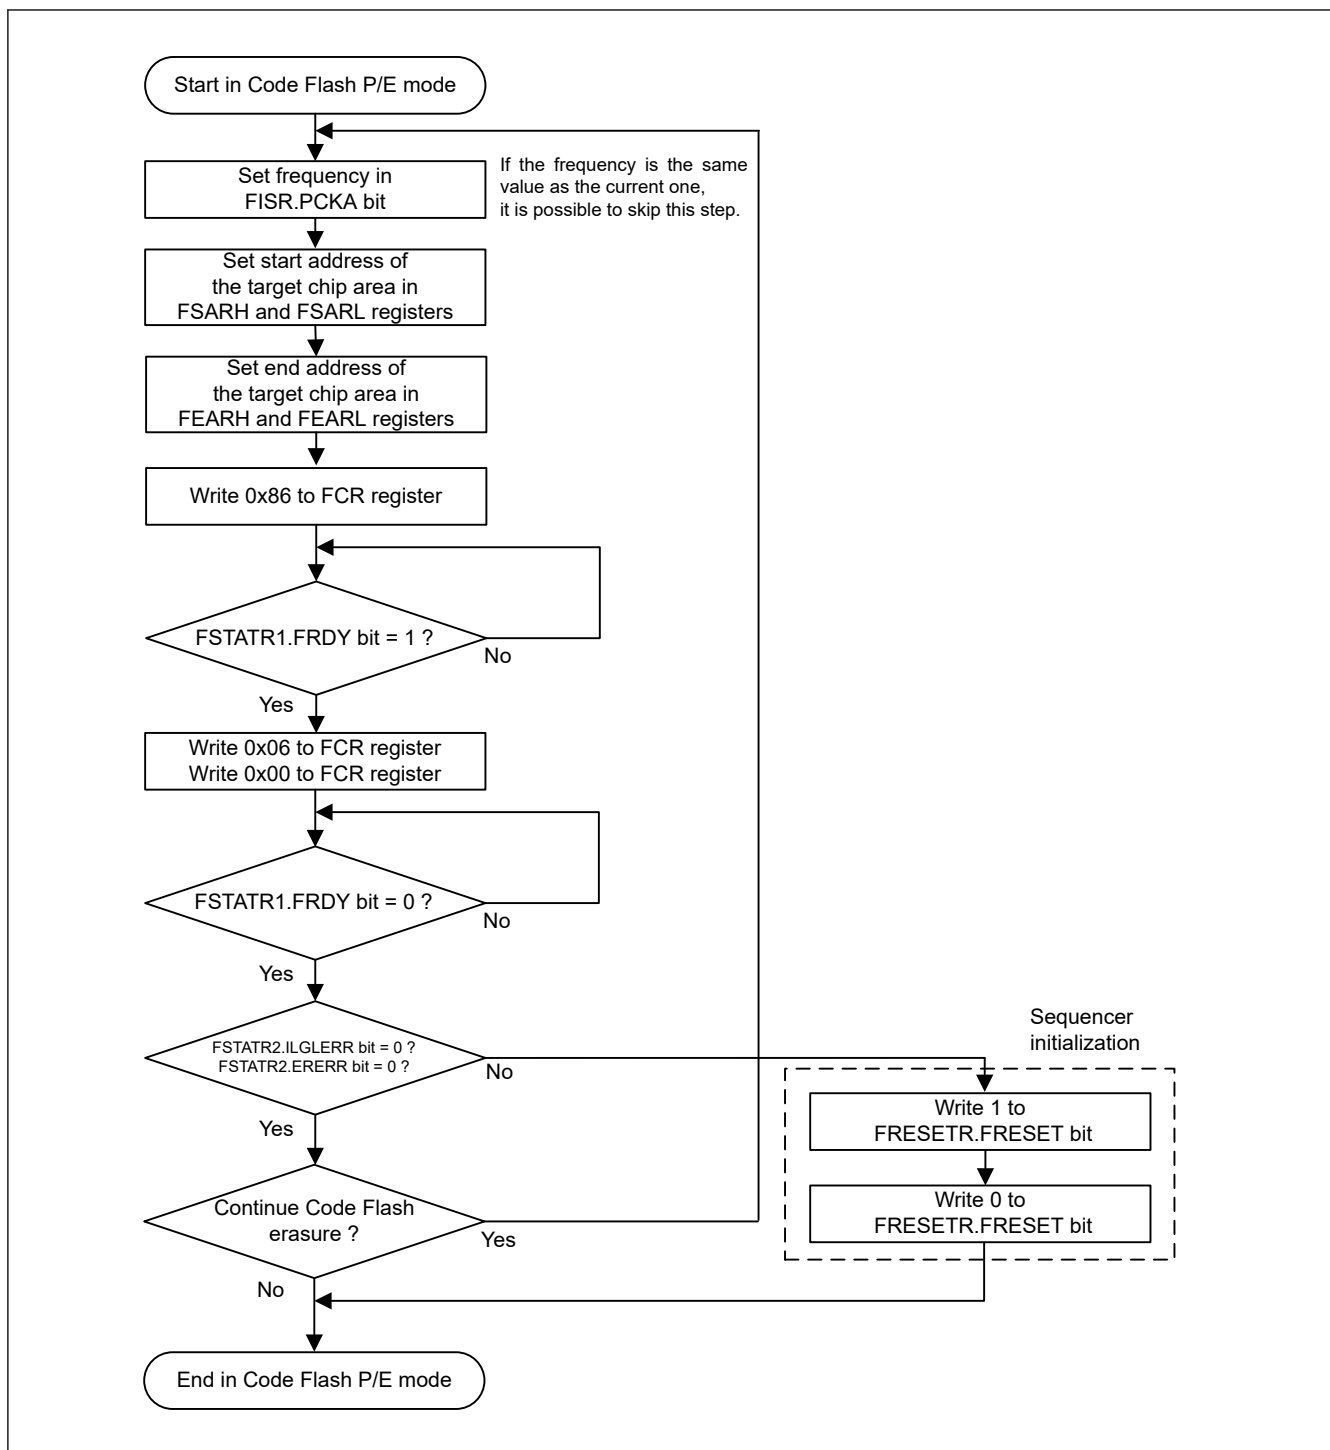 Start in Code Flash P/E mode
Set frequency in
FISR.PCKA bit
If the frequency is the same
value as the current one,
it is possible to skip this step.
Set start address of
the target chip area in
FSARH and FSARL registers
Set end address of
the target chip area in
FEARH and FEARL registers
Write 0x86 to FCR register
FSTATR1.FRDY bit = 1 ?
No
Yes
Write 0x06 to FCR register
Write 0x00 to FCR register
FSTATR1.FRDY bit = 0 ?
No
Yes
FSTATR2.ILGLERR bit = 0 ?
FSTATR2.ERERR bit = 0 ?
No
Yes
Sequencer
initialization
Write 1 to
FRESETR.FRESET bit
Write 0 to
FRESETR.FRESET bit
Continue Code Flash
erasure ?
Yes
No
End in Code Flash P/E mode